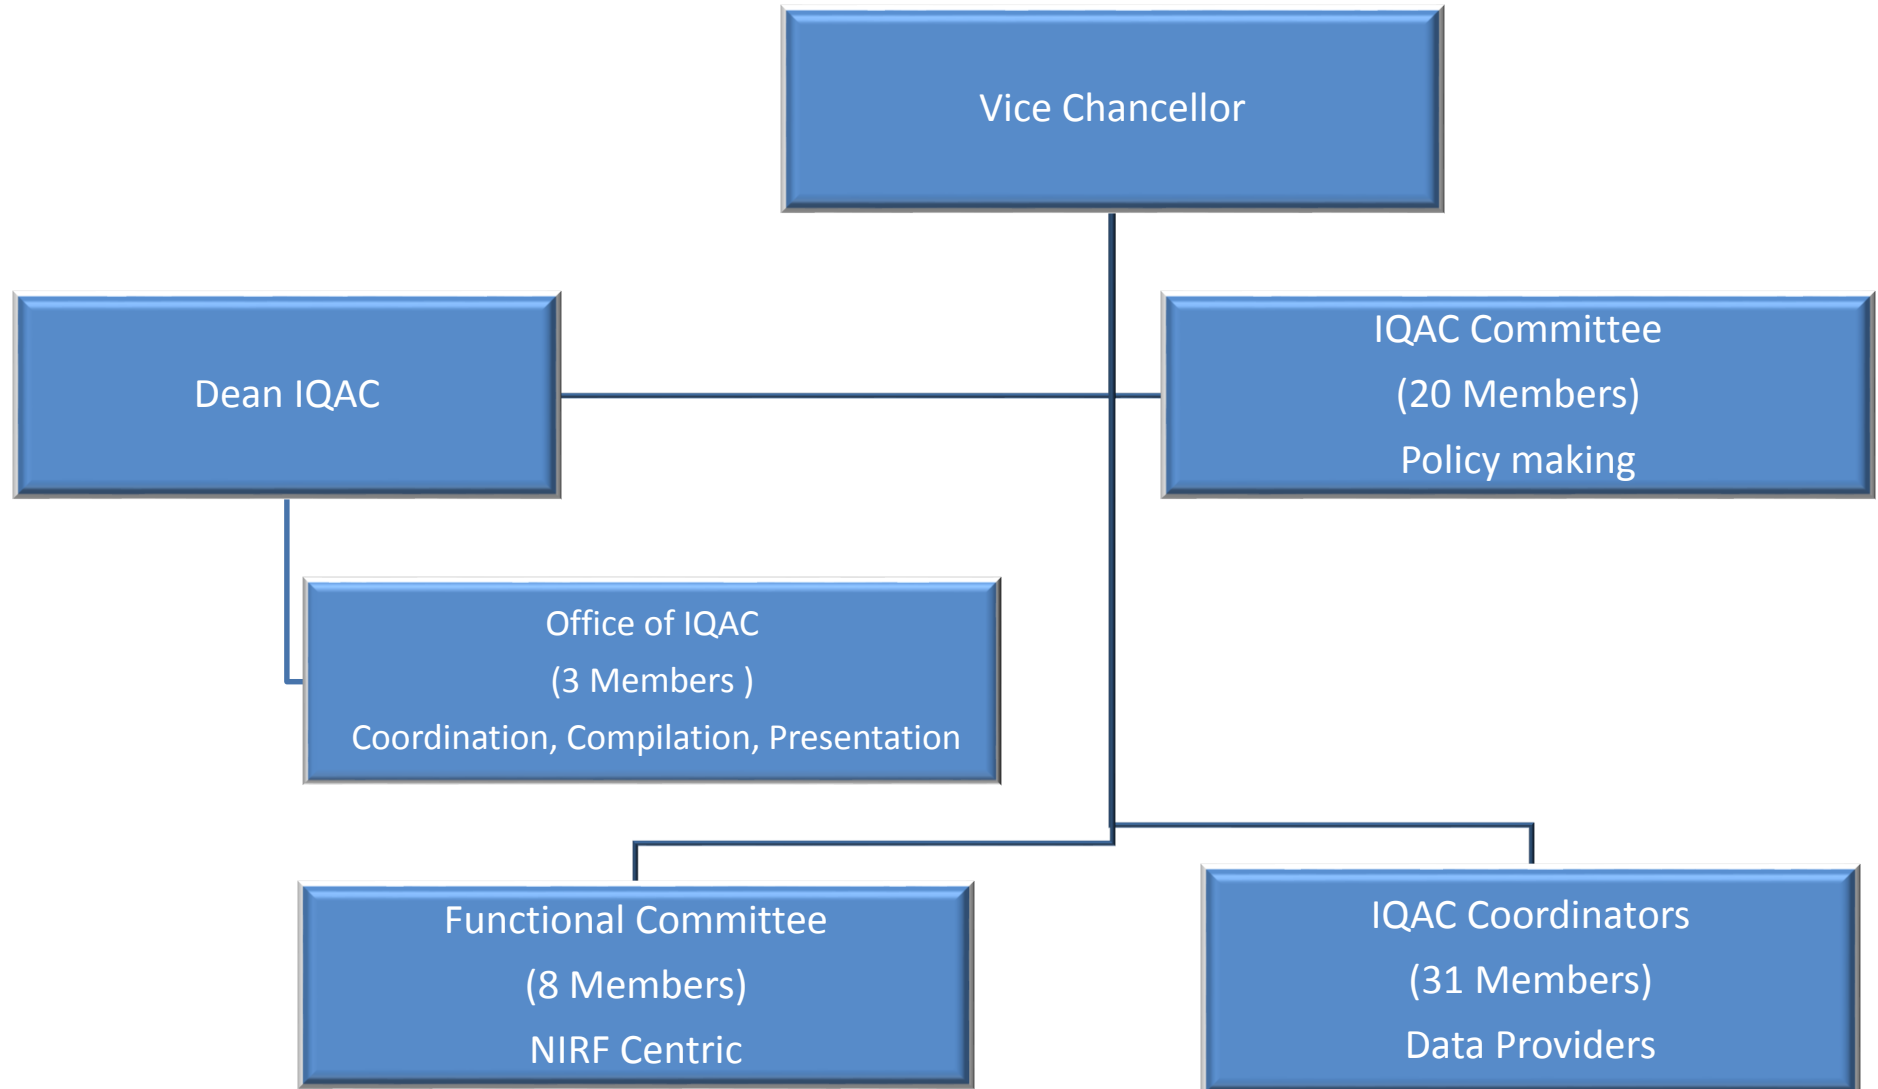 Vice Chancellor
Dean IQAC
IQAC Committee
(20 Members)
Policy making
Office of IQAC
(3 Members )
Coordination, Compilation, Presentation
Functional Committee
(8 Members)
NIRF Centric
IQAC Coordinators
(31 Members)
Data Providers